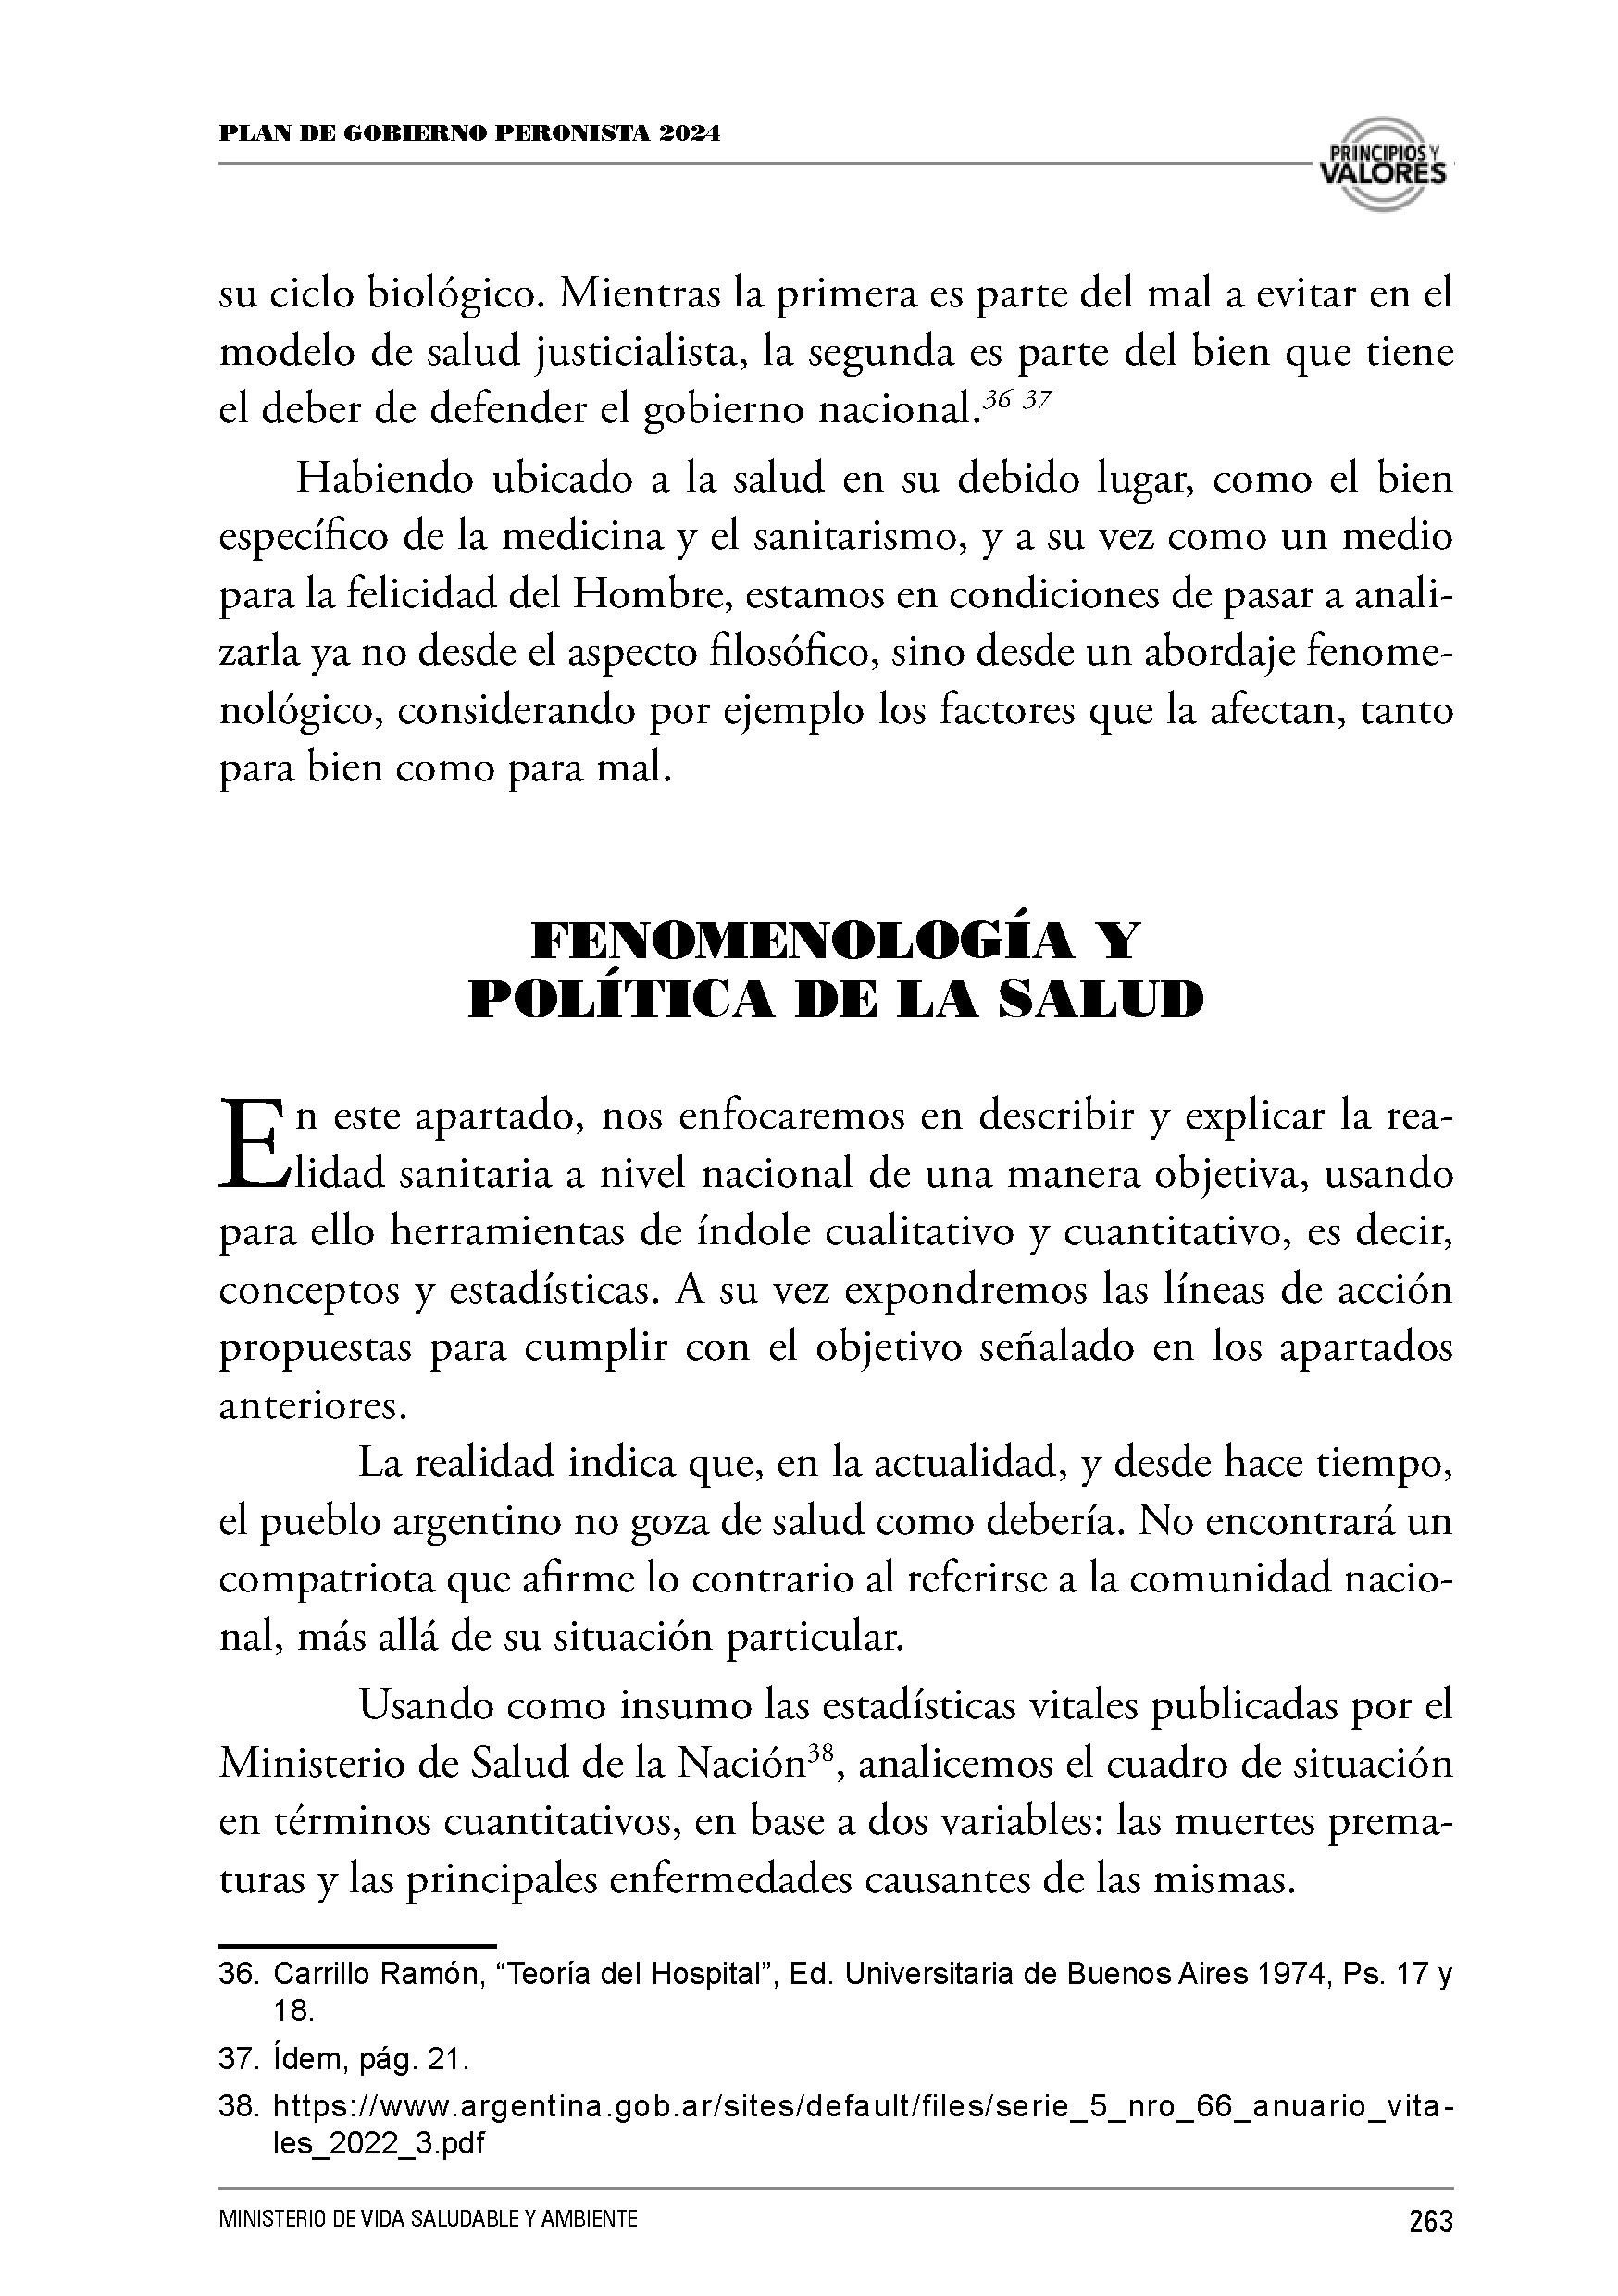 PLAN DE GOBIERNO PERONISTA 2024
PRINCIPIOS Y
VALORES
su ciclo biológico. Mientras la primera es parte del mal a evitar en el
modelo de salud justicialista, la segunda es parte del bien que tiene
el deber de defender el gobierno nacional.36 37
Habiendo ubicado a la salud en su debido lugar, como el bien
específico de la medicina y el sanitarismo, y a su vez como un medio
para la felicidad del Hombre, estamos en condiciones de pasar a anali-
zarla ya no desde el aspecto filosófico, sino desde un abordaje fenome-
nológico, considerando por ejemplo los factores que la afectan, tanto
para bien como para mal.
FENOMENOLOGÍA Y
POLÍTICA DE LA SALUD
En este apartado, nos enfocaremos en describir y explicar la rea-
lidad sanitaria a nivel nacional de una manera objetiva, usando
para ello herramientas de índole cualitativo y cuantitativo, es decir,
conceptos y estadísticas. A su vez expondremos las líneas de acción
propuestas para cumplir con el objetivo señalado en los apartados
anteriores.
La realidad indica que, en la actualidad, y desde hace tiempo,
el pueblo argentino no goza de salud como debería. No encontrará un
compatriota que afirme lo contrario al referirse a la comunidad nacio-
nal, más allá de su situación particular.
Usando como insumo las estadísticas vitales publicadas por el
Ministerio de Salud de la Nación38, analicemos el cuadro de situación
en términos cuantitativos, en base a dos variables: las muertes prema-
turas y las principales enfermedades causantes de las mismas.
36. Carrillo Ramón, “Teoría del Hospital”, Ed. Universitaria de Buenos Aires 1974, Ps. 17 y
18.
37. Ídem, pág. 21.
38. https://www.argentina.gob.ar/sites/default/files/serie_5_nro_66_anuario_vita-
les_2022_3.pdf
MINISTERIO DE VIDA SALUDABLE Y AMBIENTE
263